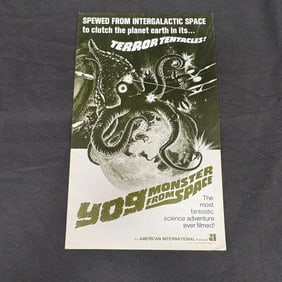 SPEWED FROM INTERGALACTIC SPACE
to clutch the planet earth in its...
TERROR TENTACLES!
YOG MONSTER
FROM SPACE
The
most
fantastic
science adventure
ever filmed!
An AMERICAN INTERNATIONAL